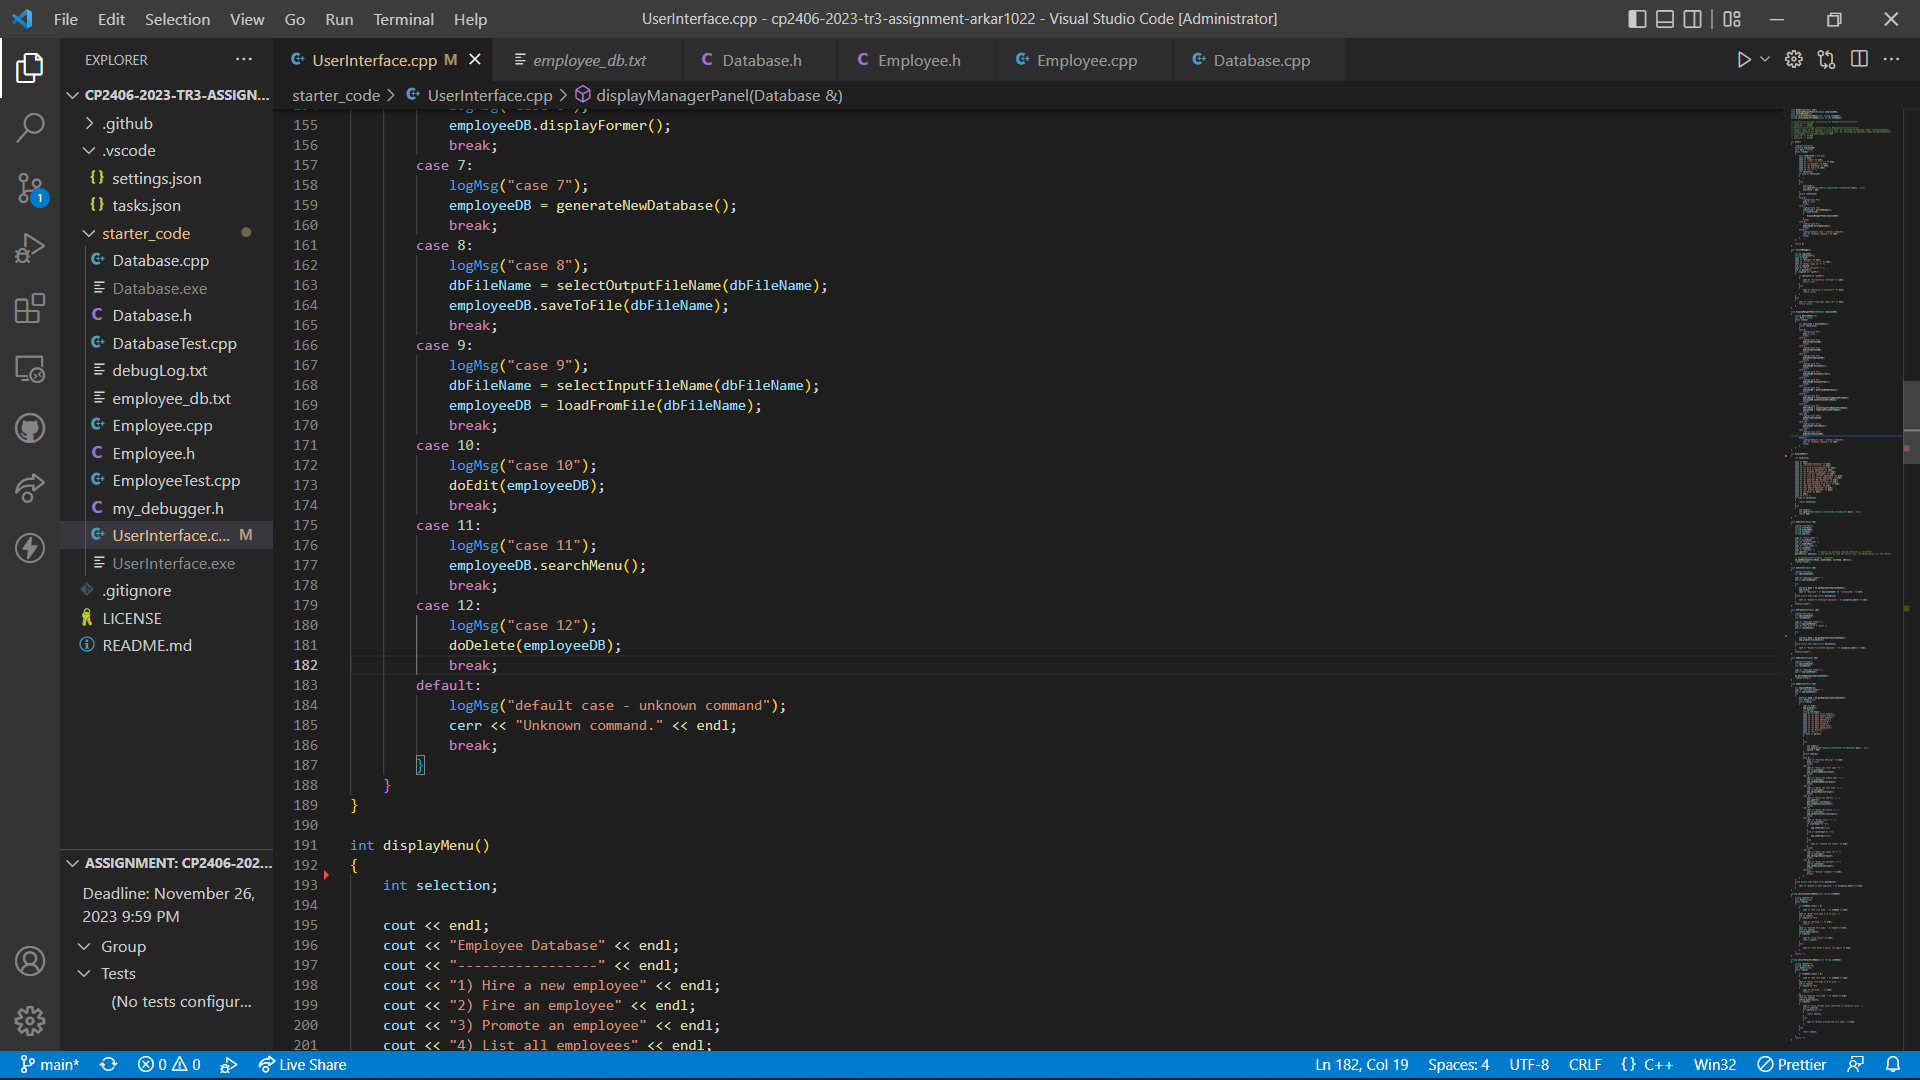 File Edit Selection View Go Run Terminal Help
UserInterface.cpp - cp2406-2023-tr3-assignment-arkar1022 - Visual Studio Code [Administrator]
EXPLORER
CP2406-2023-TR3-ASSIGN...
.github
.vscode
{} settings.json
{} tasks.json
starter_code
Database.cpp
Database.exe
C Database.h
DatabaseTest.cpp
debugLog.txt
employee_db.txt
Employee.cpp
C Employee.h
EmployeeTest.cpp
C my_debugger.h
UserInterface.c... M
UserInterface.exe
.gitignore
LICENSE
README.md
1
ASSIGNMENT: CP2406-202...
Deadline: November 26,
2023 9:59 PM
Group
Tests
(No tests configur...
UserInterface.cpp M
employee_db.txt
C Database.h
C Employee.h
Employee.cpp
Database.cpp
starter_code > UserInterface.cpp > displayManagerPanel(Database &)
155 employeeDB.displayFormer();
156 break;
157 case 7:
158 logMsg("case 7");
159 employeeDB = generateNewDatabase();
160 break;
161 case 8:
162 logMsg("case 8");
163 dbFileName = selectOutputFileName(dbFileName);
164 employeeDB.saveToFile(dbFileName);
165 break;
166 case 9:
167 logMsg("case 9");
168 dbFileName = selectInputFileName(dbFileName);
169 employeeDB = loadFromFile(dbFileName);
170 break;
171 case 10:
172 logMsg("case 10");
173 doEdit(employeeDB);
174 break;
175 case 11:
176 logMsg("case 11");
177 employeeDB.searchMenu();
178 break;
179 case 12:
180 logMsg("case 12");
181 doDelete(employeeDB);
182 break;
183 default:
184 logMsg("default case - unknown command");
185 cerr << "Unknown command." << endl;
186 break;
187 }
188 }
189 }
190
191 int displayMenu()
192 {
193 int selection;
194
195 cout << endl;
196 cout << "Employee Database" << endl;
197 cout << "-----------------" << endl;
198 cout << "1) Hire a new employee" << endl;
199 cout << "2) Fire an employee" << endl;
200 cout << "3) Promote an employee" << endl;
201 cout << "4) List all employees" << endl;
main* 0 0 Live Share
Ln 182, Col 19 Spaces: 4 UTF-8 CRLF {} C++ Win32 Prettier